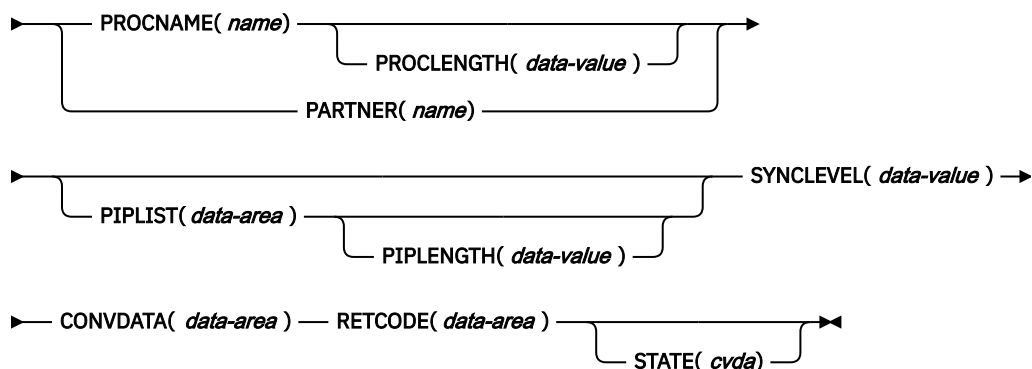 PROCNAME( name)
PROCLENGTH( data-value )
PARTNER( name)
SYNCLEVEL( data-value )
PIPLIST( data-area )
PIPLENGTH( data-value )
CONVDATA( data-area ) RETCODE( data-area )
STATE( cvda)